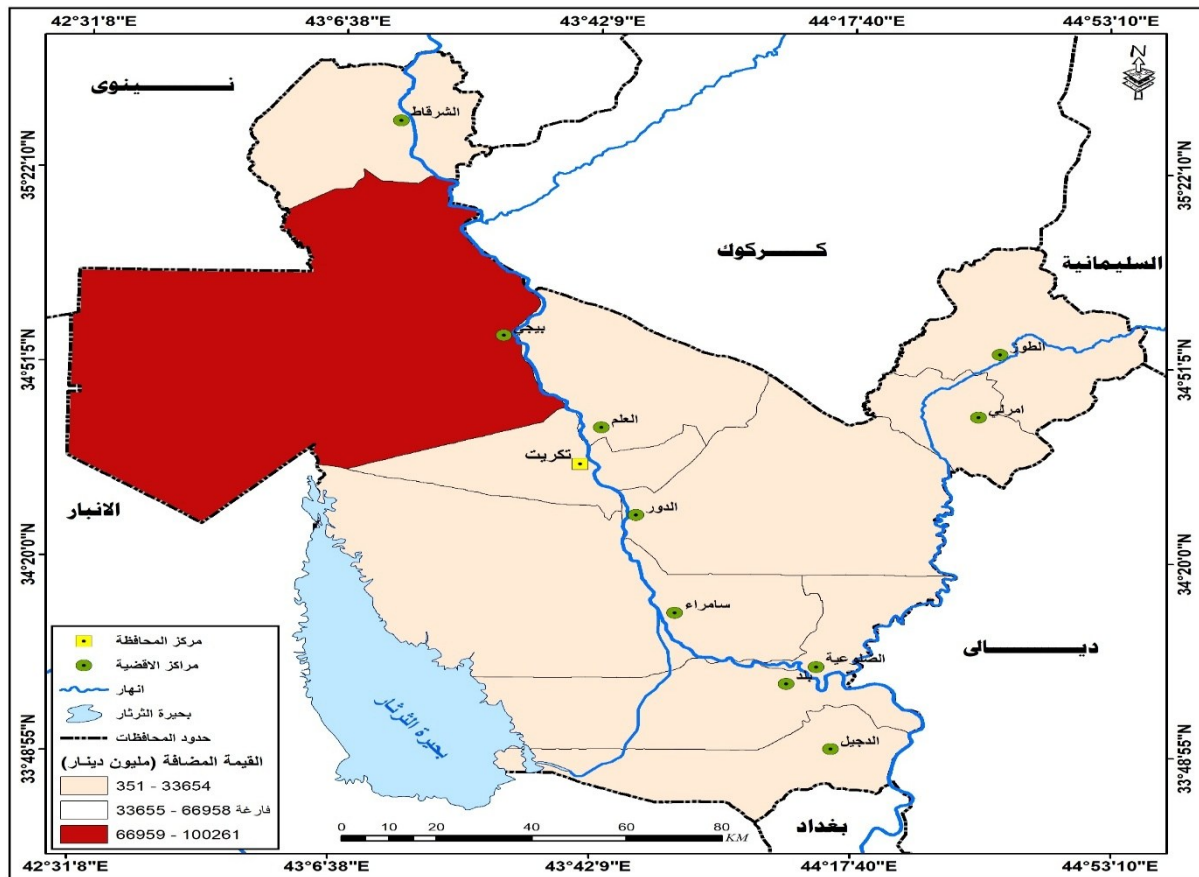 42°31'8"E 43°6'38"E 43°42'9"E 44°17'40"E 44°53'10"E
N
نـــــــينوى
الشرقاط
35°22'10"N 35°22'10"N
كـــــركوك
السليمانية
بيجي
الطوز
34°51'5"N 34°51'5"N
امرلي
العلم
تكريت
الانبار
الدور
34°20'0"N 34°20'0"N
سامراء
ديـــــــالى
الضلوعية
بلد
بحيرة الثرثار
الدجيل
33°48'55"N 33°48'55"N
بغداد
مركز المحافظة
مراكز الاقضية
انهار
بحيرة الثرثار
حدود المحافظات
القيمة المضافة (مليون دينار)
351 - 33654
33655 - 66958 فارغة
66959 - 100261
0 10 20 40 60 80 KM
42°31'8"E 43°6'38"E 43°42'9"E 44°17'40"E 44°53'10"E